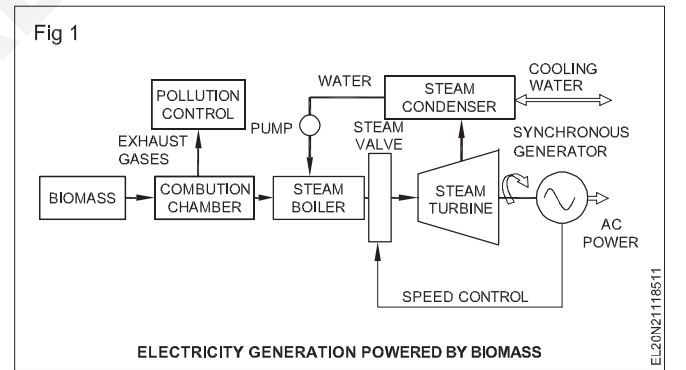 Fig 1
COOLING
WATER
WATER
STEAM
CONDENSER
POLLUTION
CONTROL
PUMP
STEAM
VALVE
SYNCHRONOUS
GENERATOR
EXHAUST
GASES
BIOMASS
COMBUTION
CHAMBER
STEAM
BOILER
STEAM
TURBINE
AC
POWER
SPEED CONTROL
ELECTRICITY GENERATION POWERED BY BIOMASS
EL20N21118511